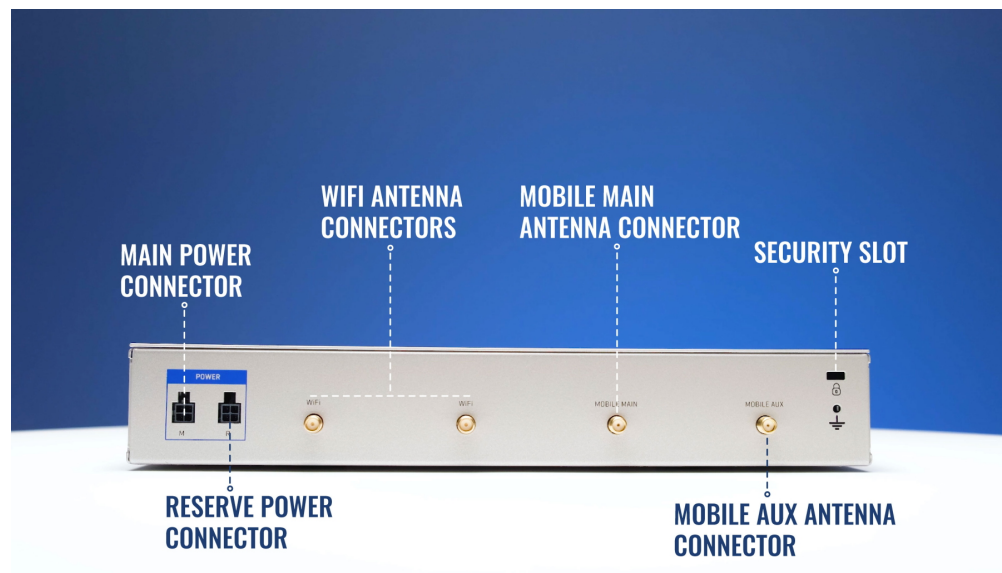 WIFI ANTENNA
CONNECTORS
MOBILE MAIN
ANTENNA CONNECTOR
MAIN POWER
CONNECTOR
SECURITY SLOT
POWER
M
R
WiFi
WiFi
MOBILE MAIN
MOBILE AUX
RESERVE POWER
CONNECTOR
MOBILE AUX ANTENNA
CONNECTOR